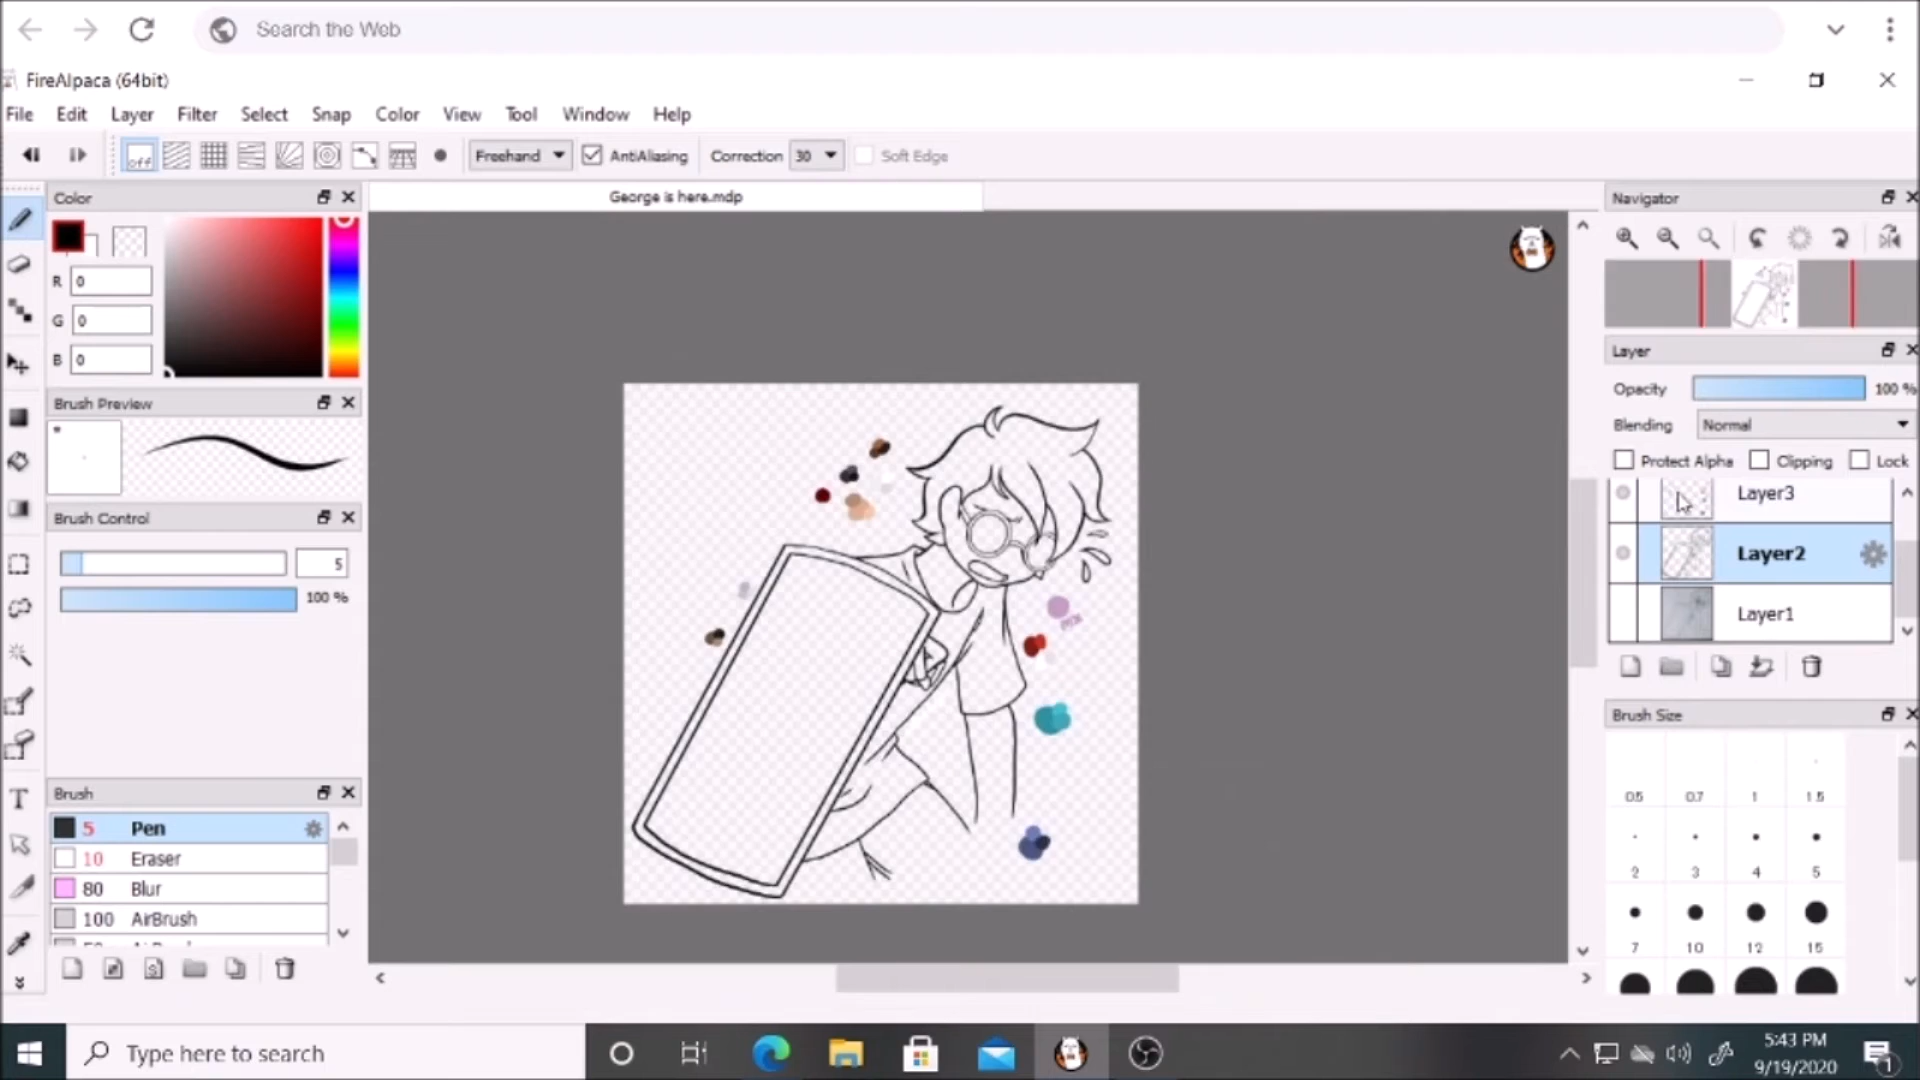 Search the Web
FireAlpaca (64bit)
File Edit Layer Filter Select Snap Color View Tool Window Help
off Freehand AntiAliasing Correction 30 Soft Edge
Color
George is here.mdp
Navigator
R 0
G 0
B 0
Layer
Opacity 100 %
Brush Preview
Blending Normal
Protect Alpha Clipping Lock
Layer3
Brush Control
Layer2
5
100 %
Layer1
Brush Size
Brush
0.5 0.7 1 1.5
5 Pen
10 Eraser
2 3 4 5
80 Blur
100 AirBrush
7 10 12 15
Type here to search
5:43 PM
9/19/2020
1